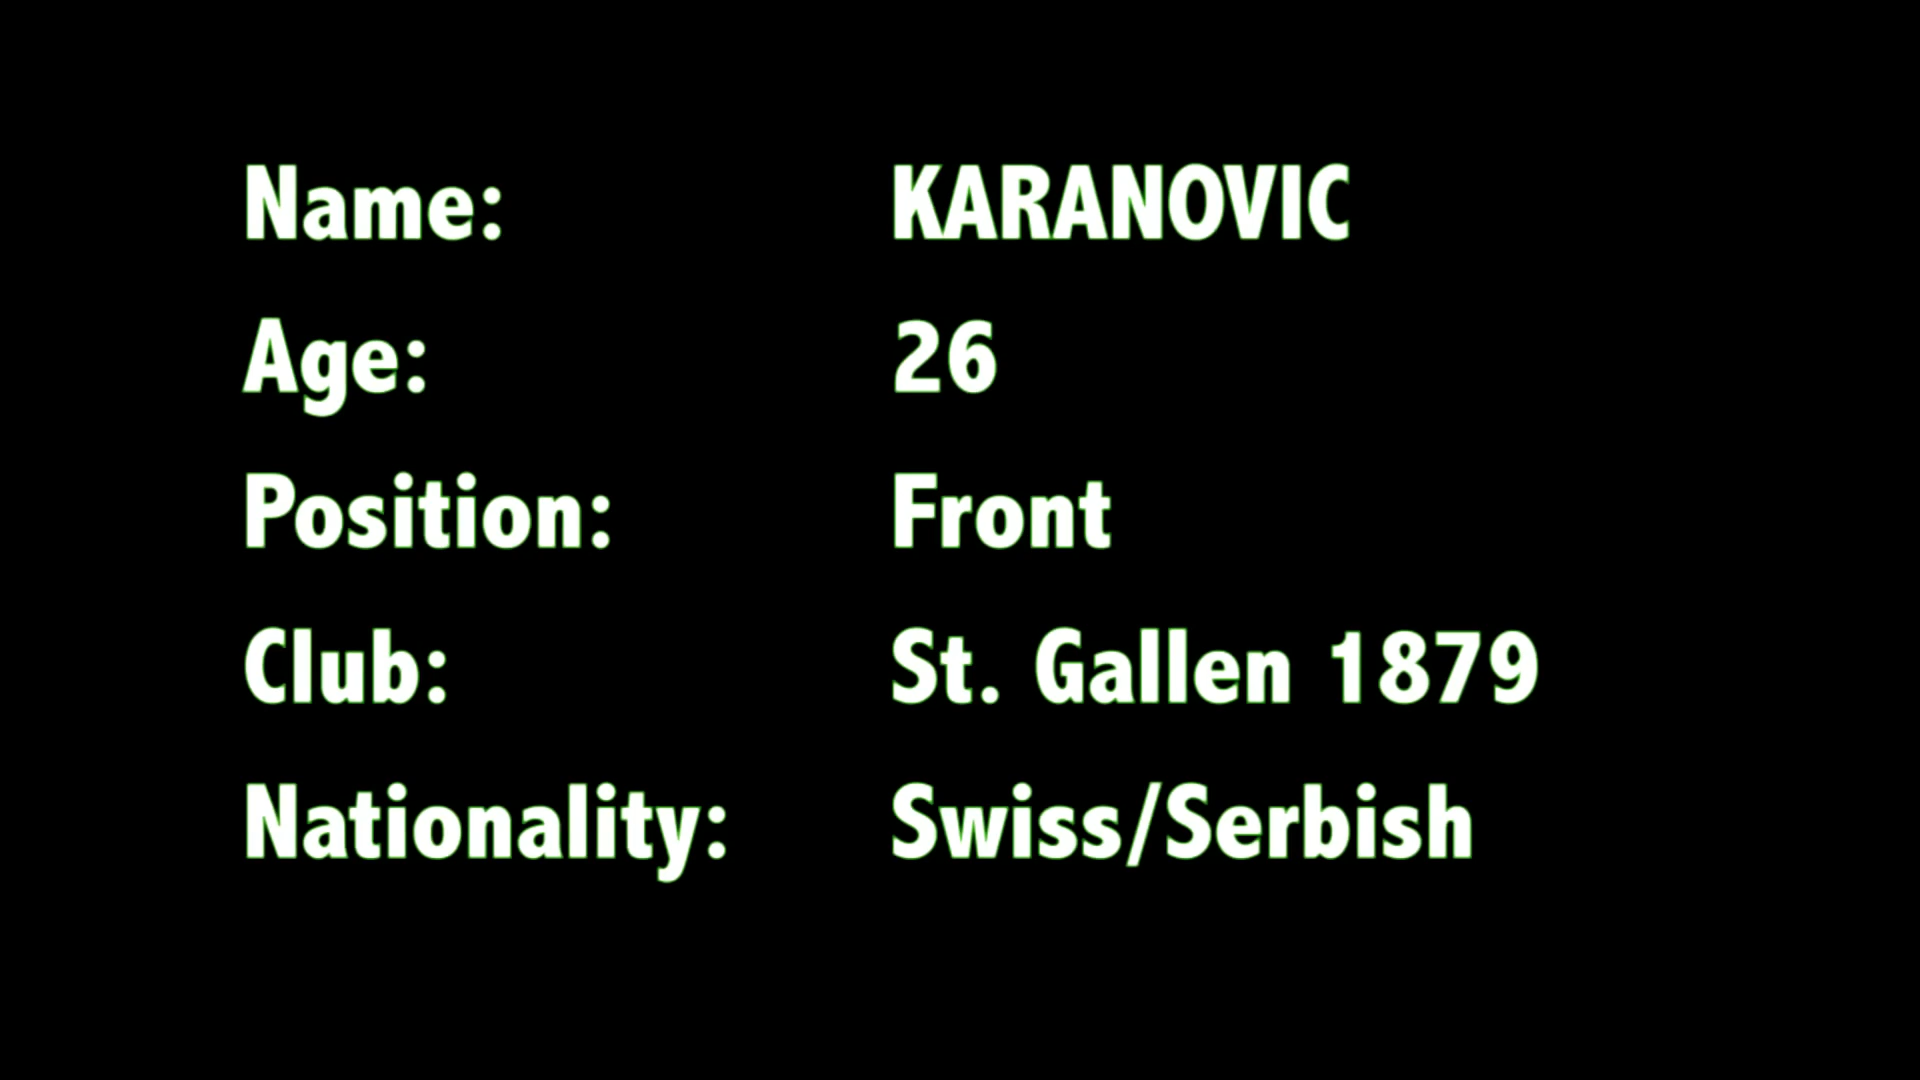 Name: KARANOVIC
Age: 26
Position: Front
Club: St. Gallen 1879
Nationality: Swiss/Serbish